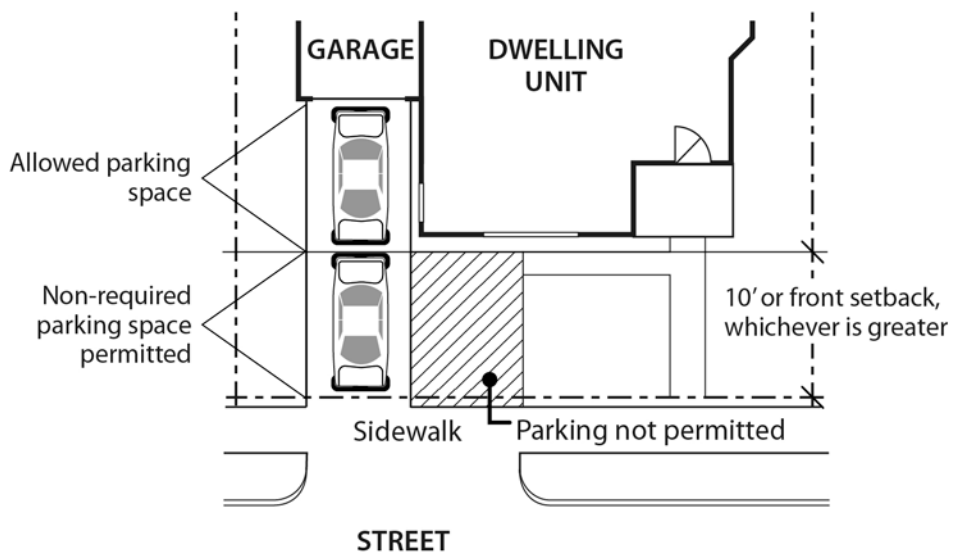 GARAGE
DWELLING
UNIT
Allowed parking
space
Non-required
parking space
permitted
10’ or front setback,
whichever is greater
Sidewalk
Parking not permitted
STREET